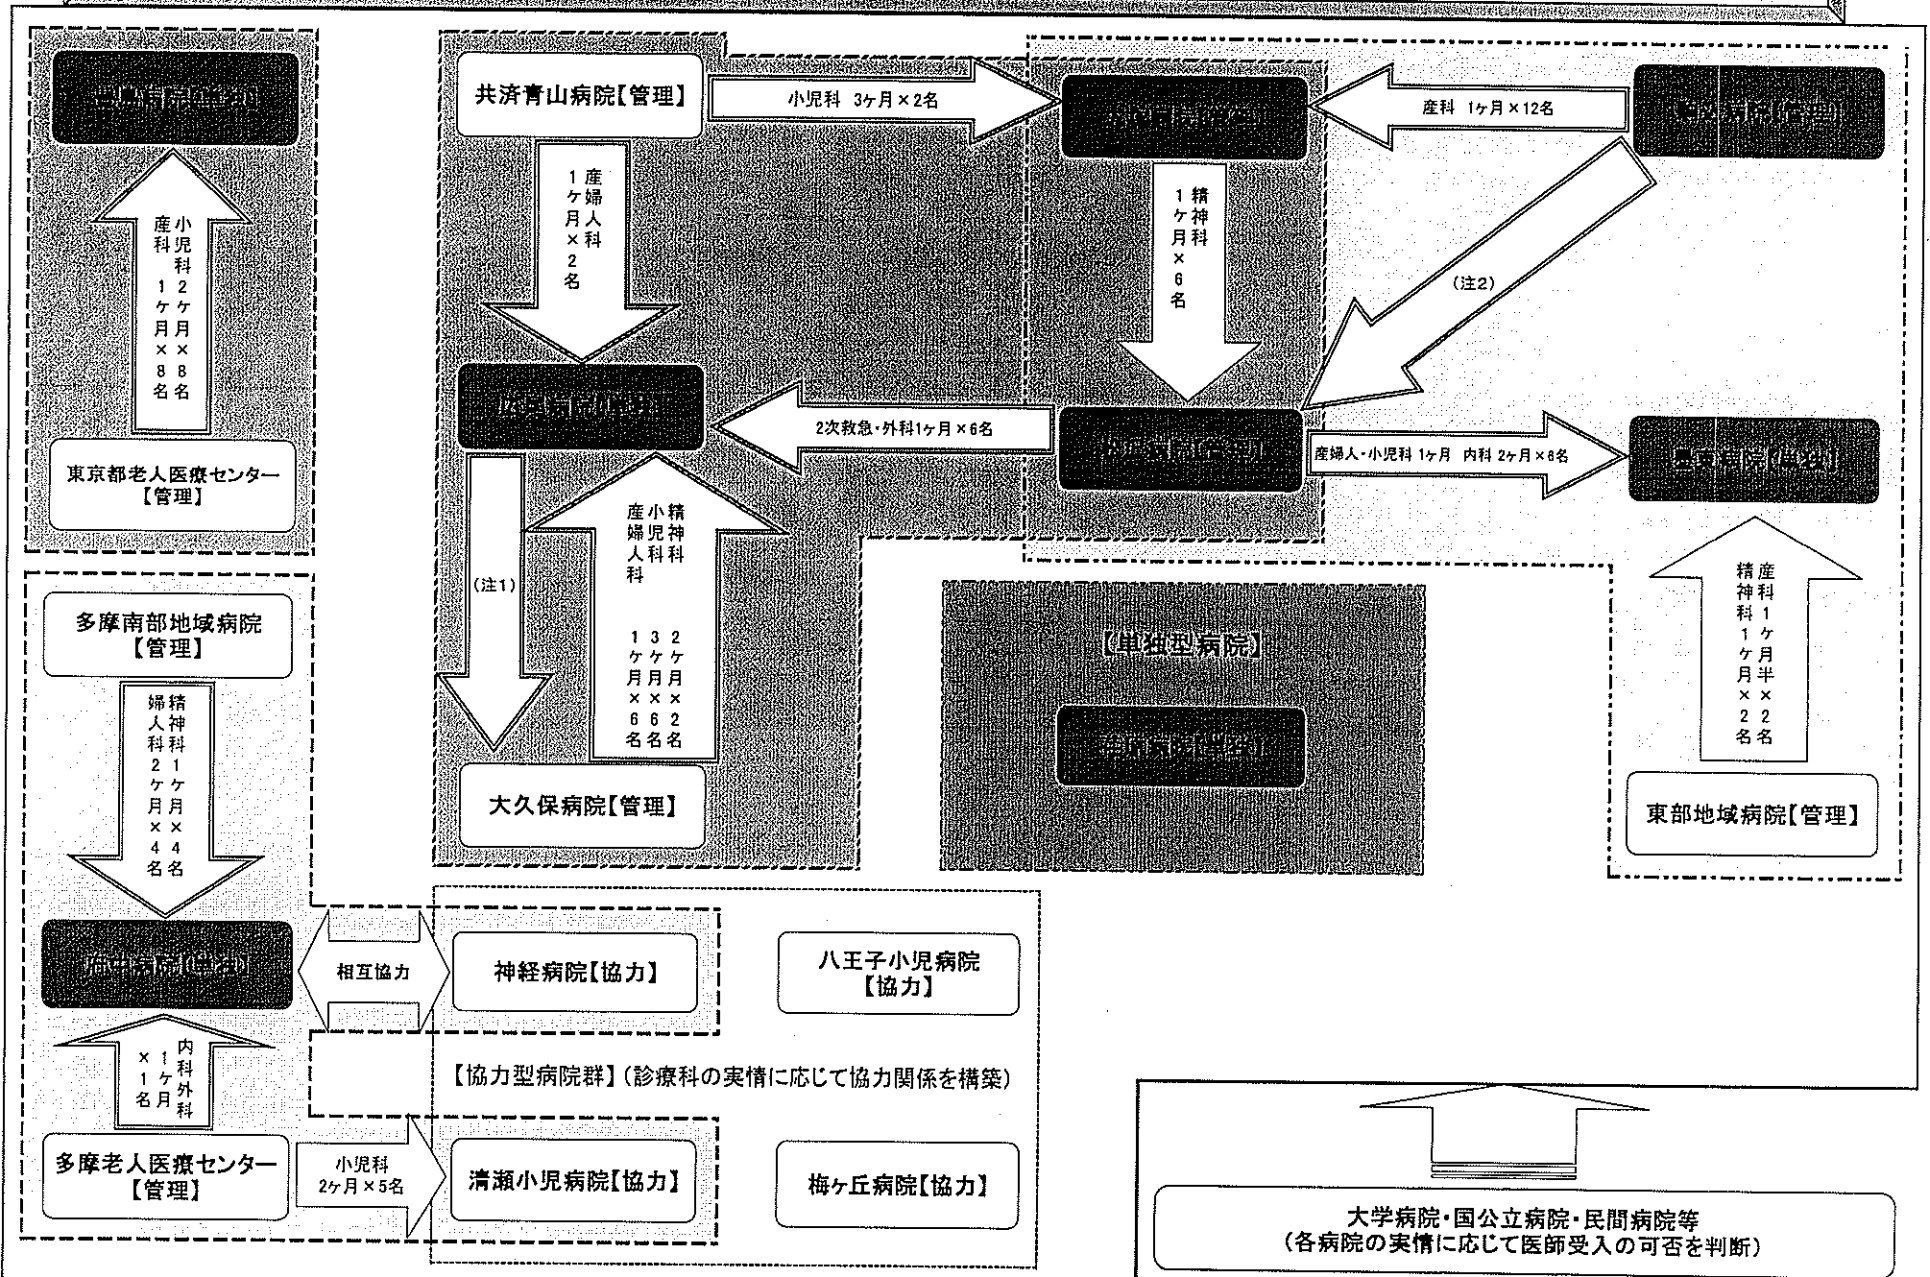 共済青山病院【管理】
小児科 3ヶ月×2名
産科 1ヶ月×12名
小児科2ヶ月×8名
産科 1ヶ月×8名
産婦人科
1ヶ月×2名
精神科
1ヶ月×6名
(注2)
東京都老人医療センター
【管理】
2次救急・外科1ヶ月×6名
産婦人・小児科 1ヶ月 内科 2ヶ月×6名
墨東病院【単独】
(注1)
精神科 2ヶ月×2名
小児科 3ヶ月×6名
産婦人科 1ヶ月×6名
産科1ヶ月半×2名
精神科1ヶ月×2名
多摩南部地域病院
【管理】
精神科1ヶ月×4名
婦人科2ヶ月×4名
【単独型病院】
大久保病院【管理】
東部地域病院【管理】
相互協力
神経病院【協力】
八王子小児病院
【協力】
内科外科
1ヶ月
×1名
【協力型病院群】(診療科の実情に応じて協力関係を構築)
多摩老人医療センター
【管理】
小児科
2ヶ月×5名
清瀬小児病院【協力】
梅ケ丘病院【協力】
大学病院・国公立病院・民間病院等
(各病院の実情に応じて医師受入の可否を判断)